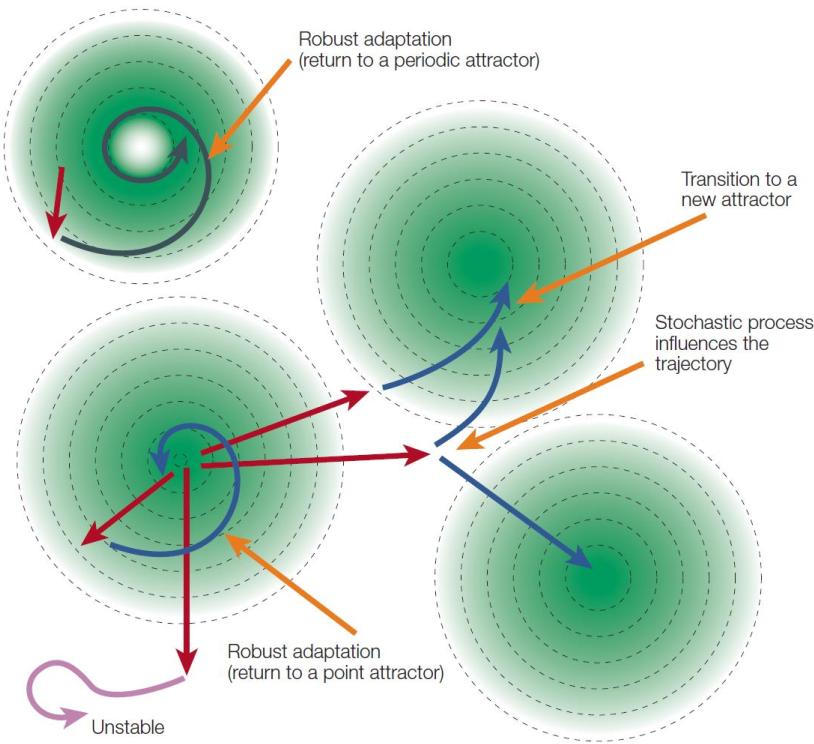 Robust adaptation
(return to a periodic attractor)
Transition to a
new attractor
Stochastic process
influences the
trajectory
Robust adaptation
(return to a point attractor)
Unstable